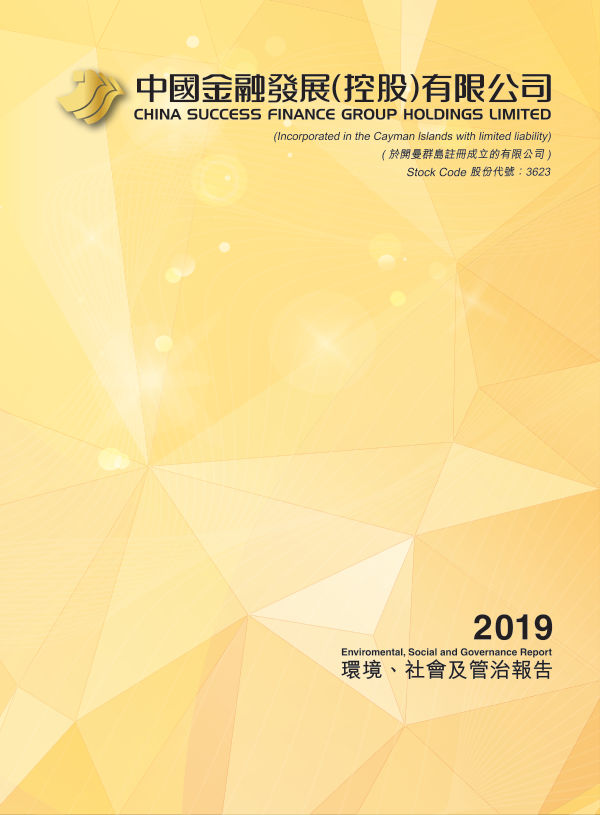 中國金融發展(控股)有限公司
CHINA SUCCESS FINANCE GROUP HOLDINGS LIMITED
(Incorporated in the Cayman Islands with limited liability)
(於開曼群島註冊成立的有限公司)
Stock Code 股份代號：3623
2019
Enviromental, Social and Governance Report
環境、社會及管治報告